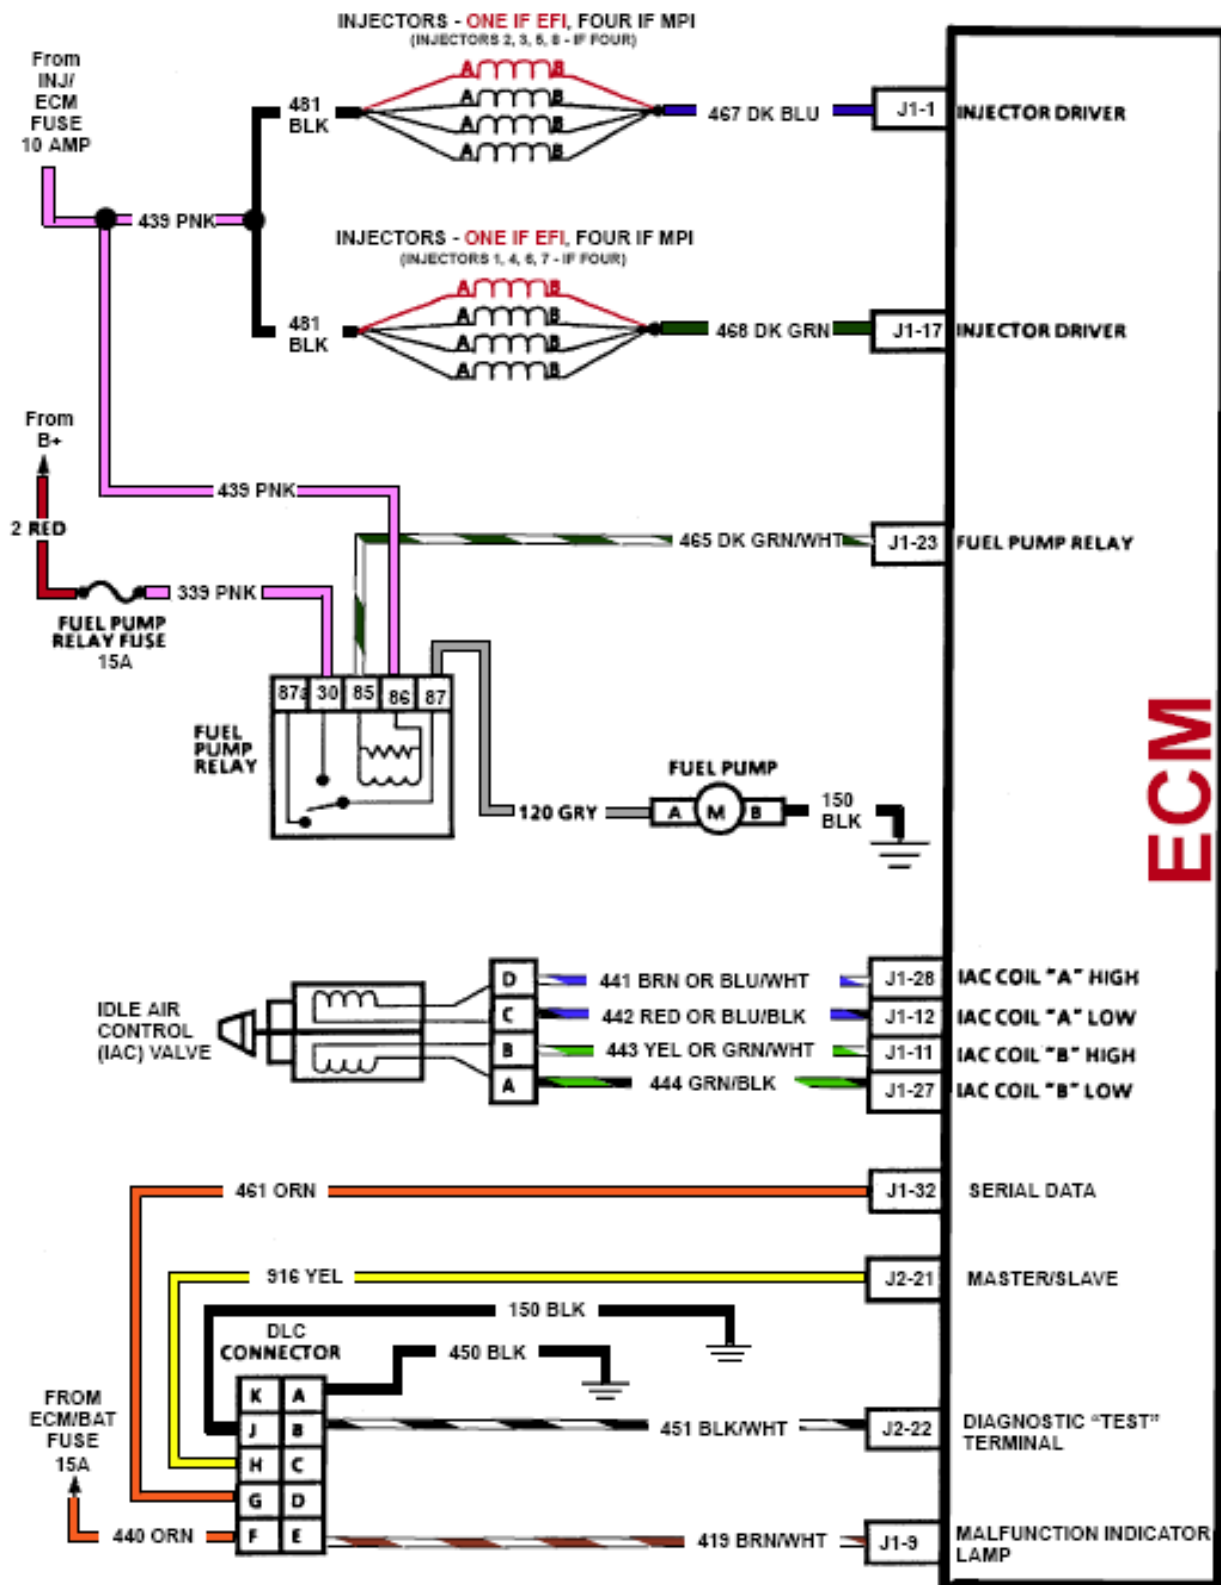 INJECTORS - ONE IF EFI, FOUR IF MPI
(INJECTORS 2, 3, 5, 8 - IF FOUR)
From
INJ/
ECM
FUSE
10 AMP
481
BLK
A B
A B
A B
A B
467 DK BLU
J1-1
INJECTOR DRIVER
439 PNK
INJECTORS - ONE IF EFI, FOUR IF MPI
(INJECTORS 1, 4, 6, 7 - IF FOUR)
481
BLK
A B
A B
A B
A B
468 DK GRN
J1-17
INJECTOR DRIVER
From
B+
2 RED
439 PNK
465 DK GRN/WHT
J1-23
FUEL PUMP RELAY
339 PNK
FUEL PUMP
RELAY FUSE
15A
87a 30 85 86 87
FUEL
PUMP
RELAY
FUEL PUMP
A M B
120 GRY
150
BLK
ECM
IDLE AIR
CONTROL
(IAC) VALVE
D
441 BRN OR BLU/WHT
J1-28
IAC COIL "A" HIGH
C
442 RED OR BLU/BLK
J1-12
IAC COIL "A" LOW
B
443 YEL OR GRN/WHT
J1-11
IAC COIL "B" HIGH
A
444 GRN/BLK
J1-27
IAC COIL "B" LOW
461 ORN
J1-32
SERIAL DATA
916 YEL
J2-21
MASTER/SLAVE
150 BLK
DLC
CONNECTOR
450 BLK
K A
J B
H C
G D
F E
FROM
ECM/BAT
FUSE
15A
451 BLK/WHT
J2-22
DIAGNOSTIC “TEST”
TERMINAL
440 ORN
419 BRN/WHT
J1-9
MALFUNCTION INDICATOR
LAMP